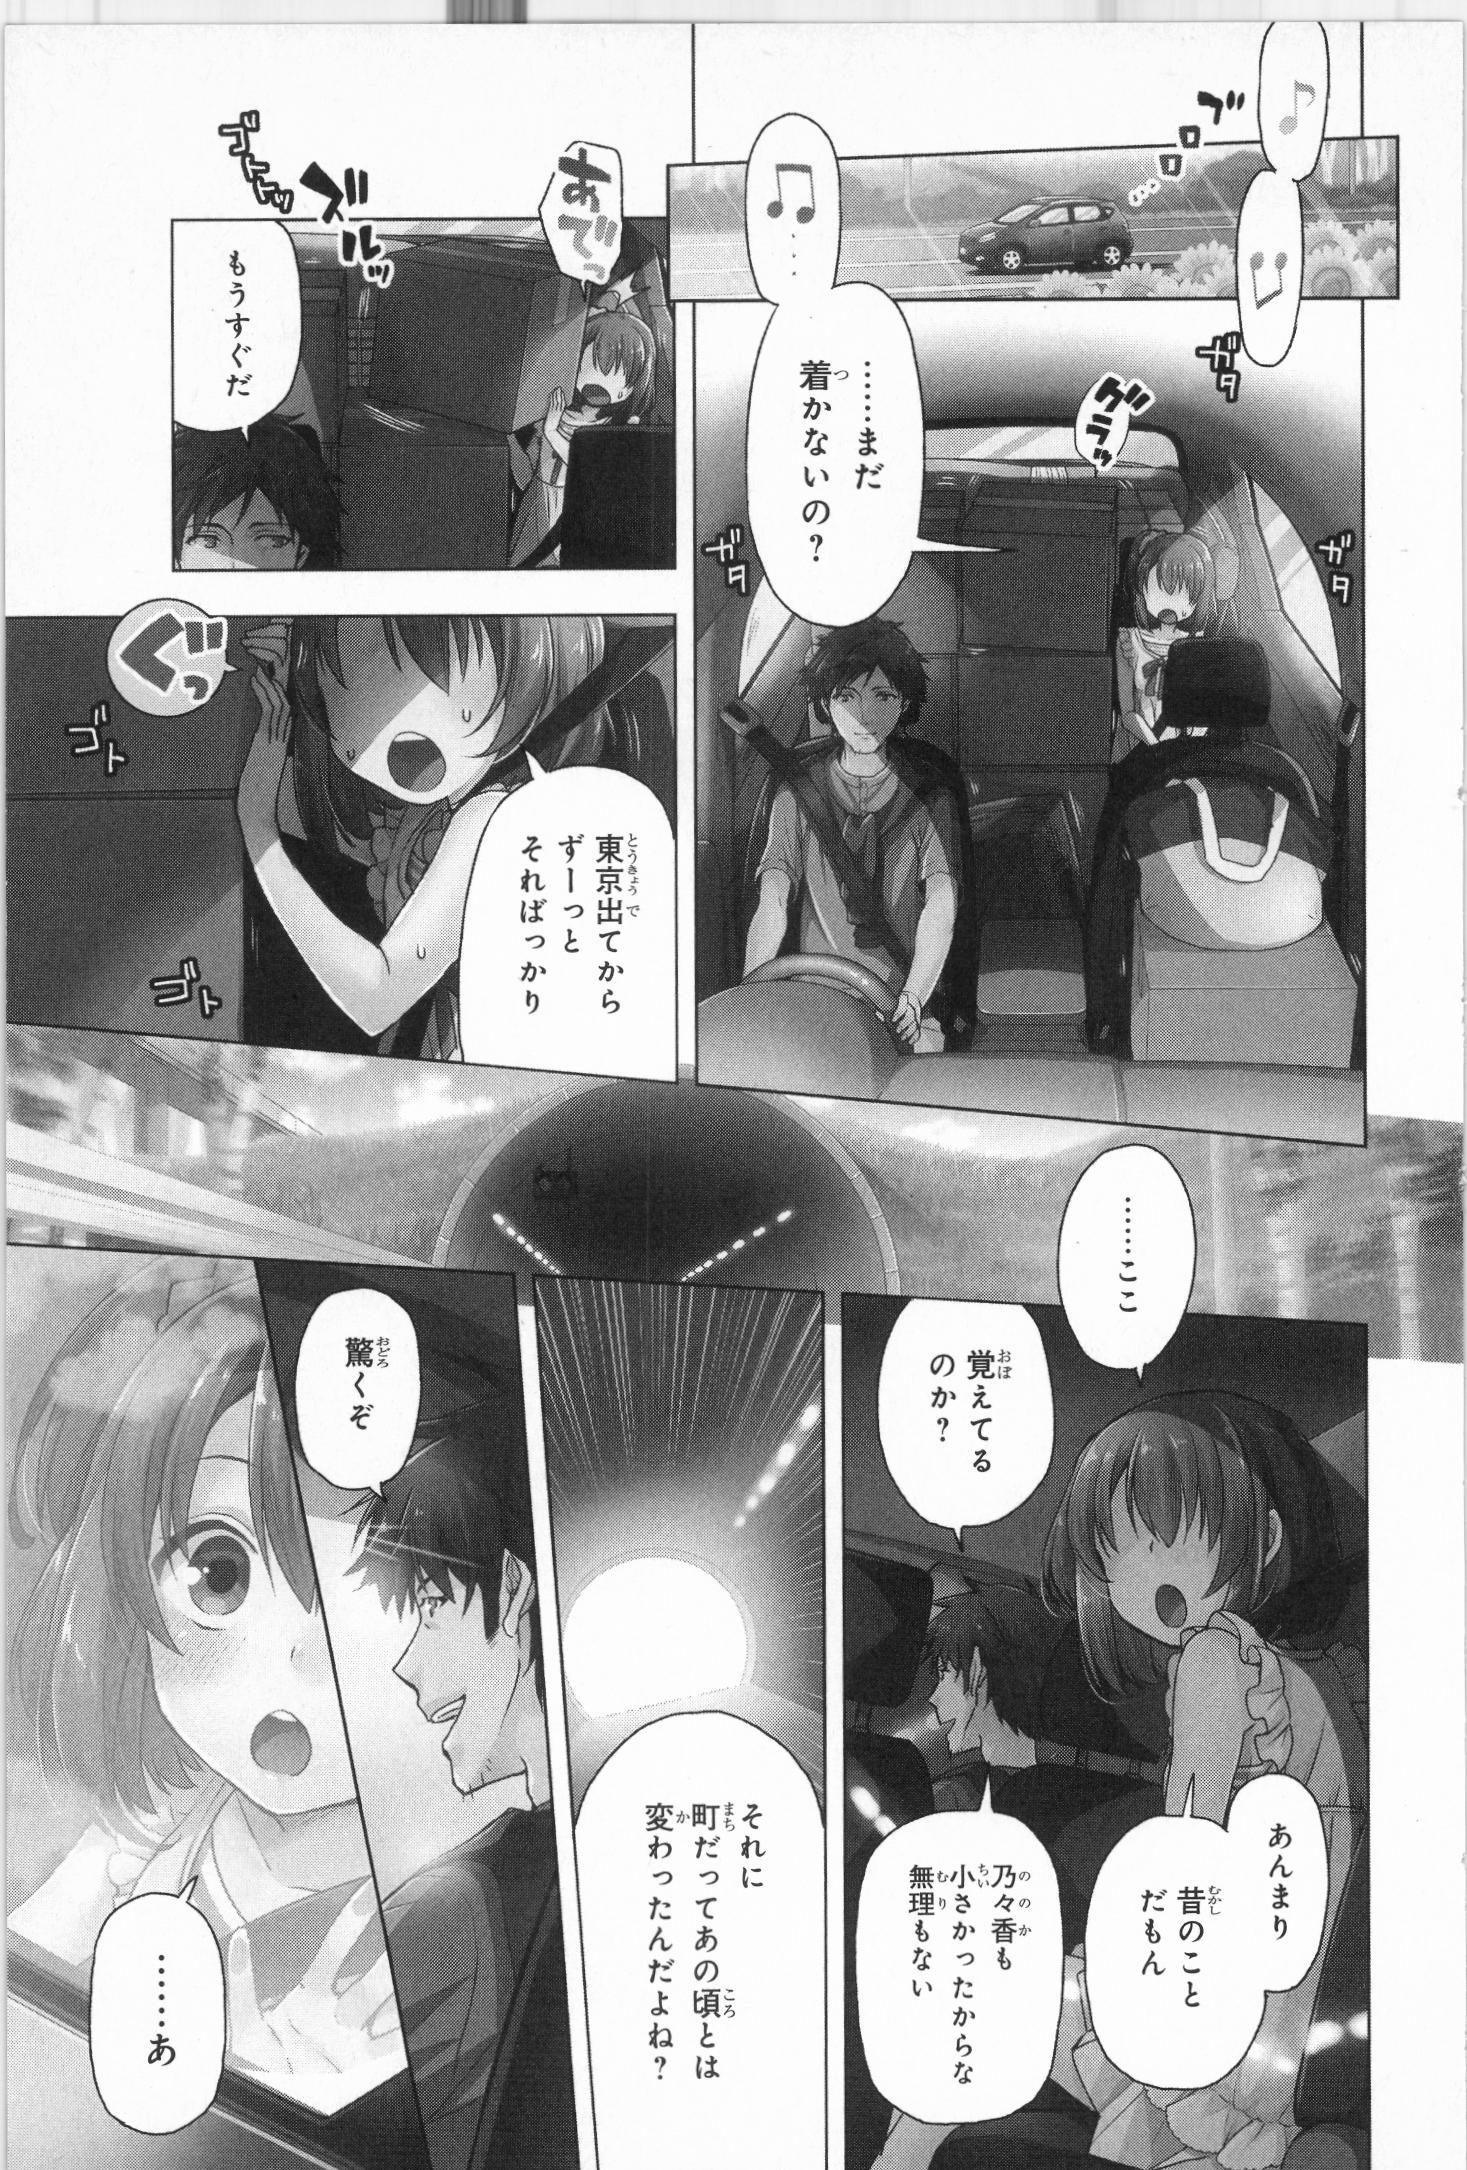 ブロロ…
♪
♫
♫…
……まだ
着かないの?
グラッ
ガタ
ガタ
ガタ
あでっ
ズルッ
ゴトトッ
もうすぐだ
ぐっ
ゴト
ゴト
東京出てから
ずーっと
そればっかり
……ここ
覚えてる
のか?
あんまり
昔のこと
だもん
乃々香も
小さかったからな
無理もない
それに
町だってあの頃とは
変わったんだよね?
驚くぞ
……あ